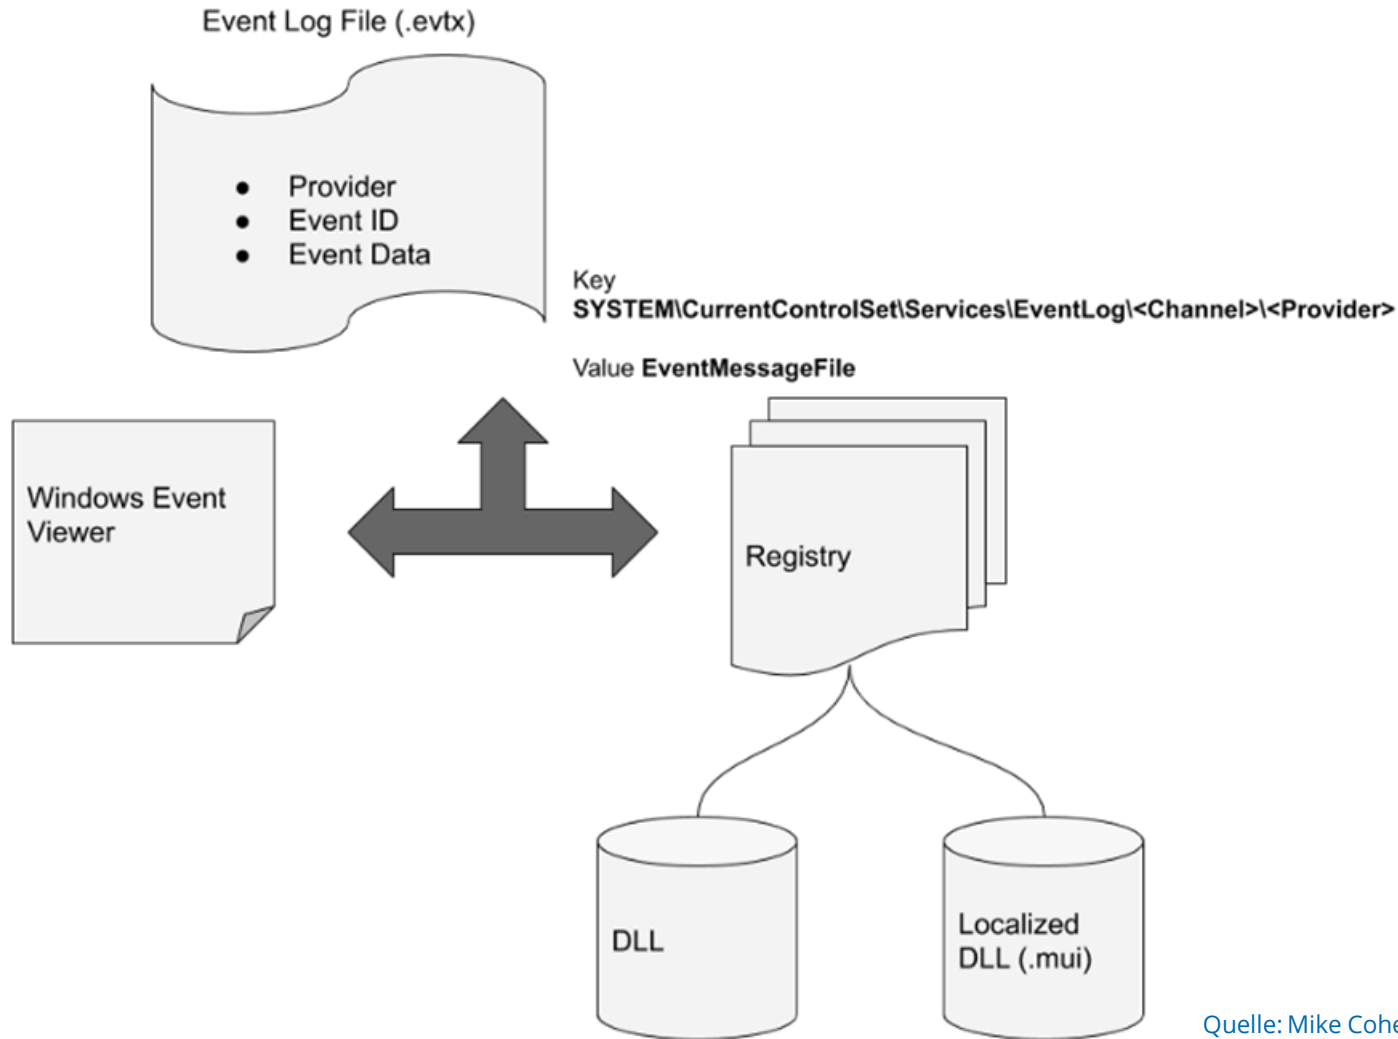 Event Log File (.evtx)
● Provider
● Event ID
● Event Data
Key
SYSTEM\CurrentControlSet\Services\EventLog\<Channel>\<Provider>
Value EventMessageFile
Windows Event
Viewer
Registry
DLL
Localized
DLL (.mui)
Quelle: Mike